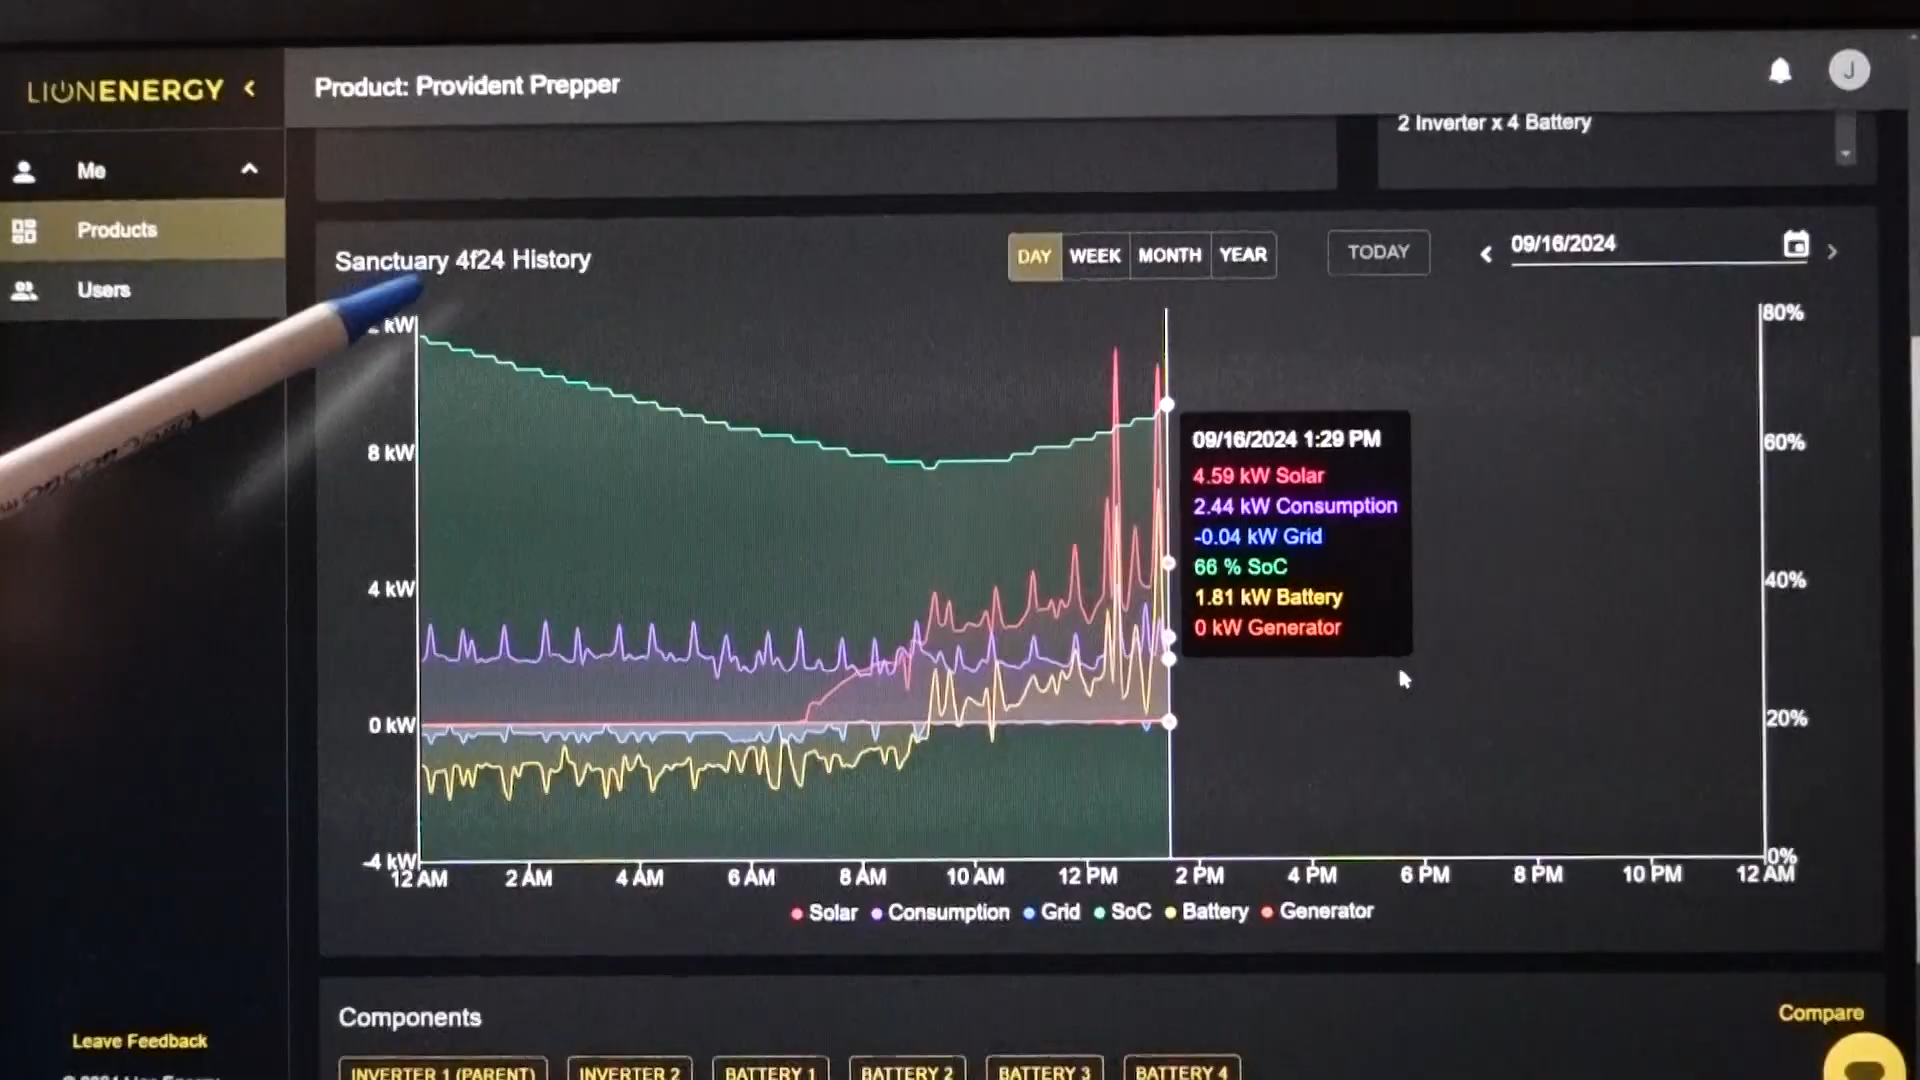 LIONENERGY
Product: Provident Prepper
J
2 Inverter x 4 Battery
Me
Products
Users
Sanctuary 4f24 History
DAY WEEK MONTH YEAR
TODAY
09/16/2024
2 kW
80%
8 kW
60%
4 kW
40%
0 kW
20%
-4 kW
0%
09/16/2024 1:29 PM
4.59 kW Solar
2.44 kW Consumption
-0.04 kW Grid
66 % SoC
1.81 kW Battery
0 kW Generator
12 AM 2 AM 4 AM 6 AM 8 AM 10 AM 12 PM 2 PM 4 PM 6 PM 8 PM 10 PM 12 AM
Solar Consumption Grid SoC Battery Generator
Components
Compare
Leave Feedback
INVERTER 1 (PARENT) INVERTER 2 BATTERY 1 BATTERY 2 BATTERY 3 BATTERY 4